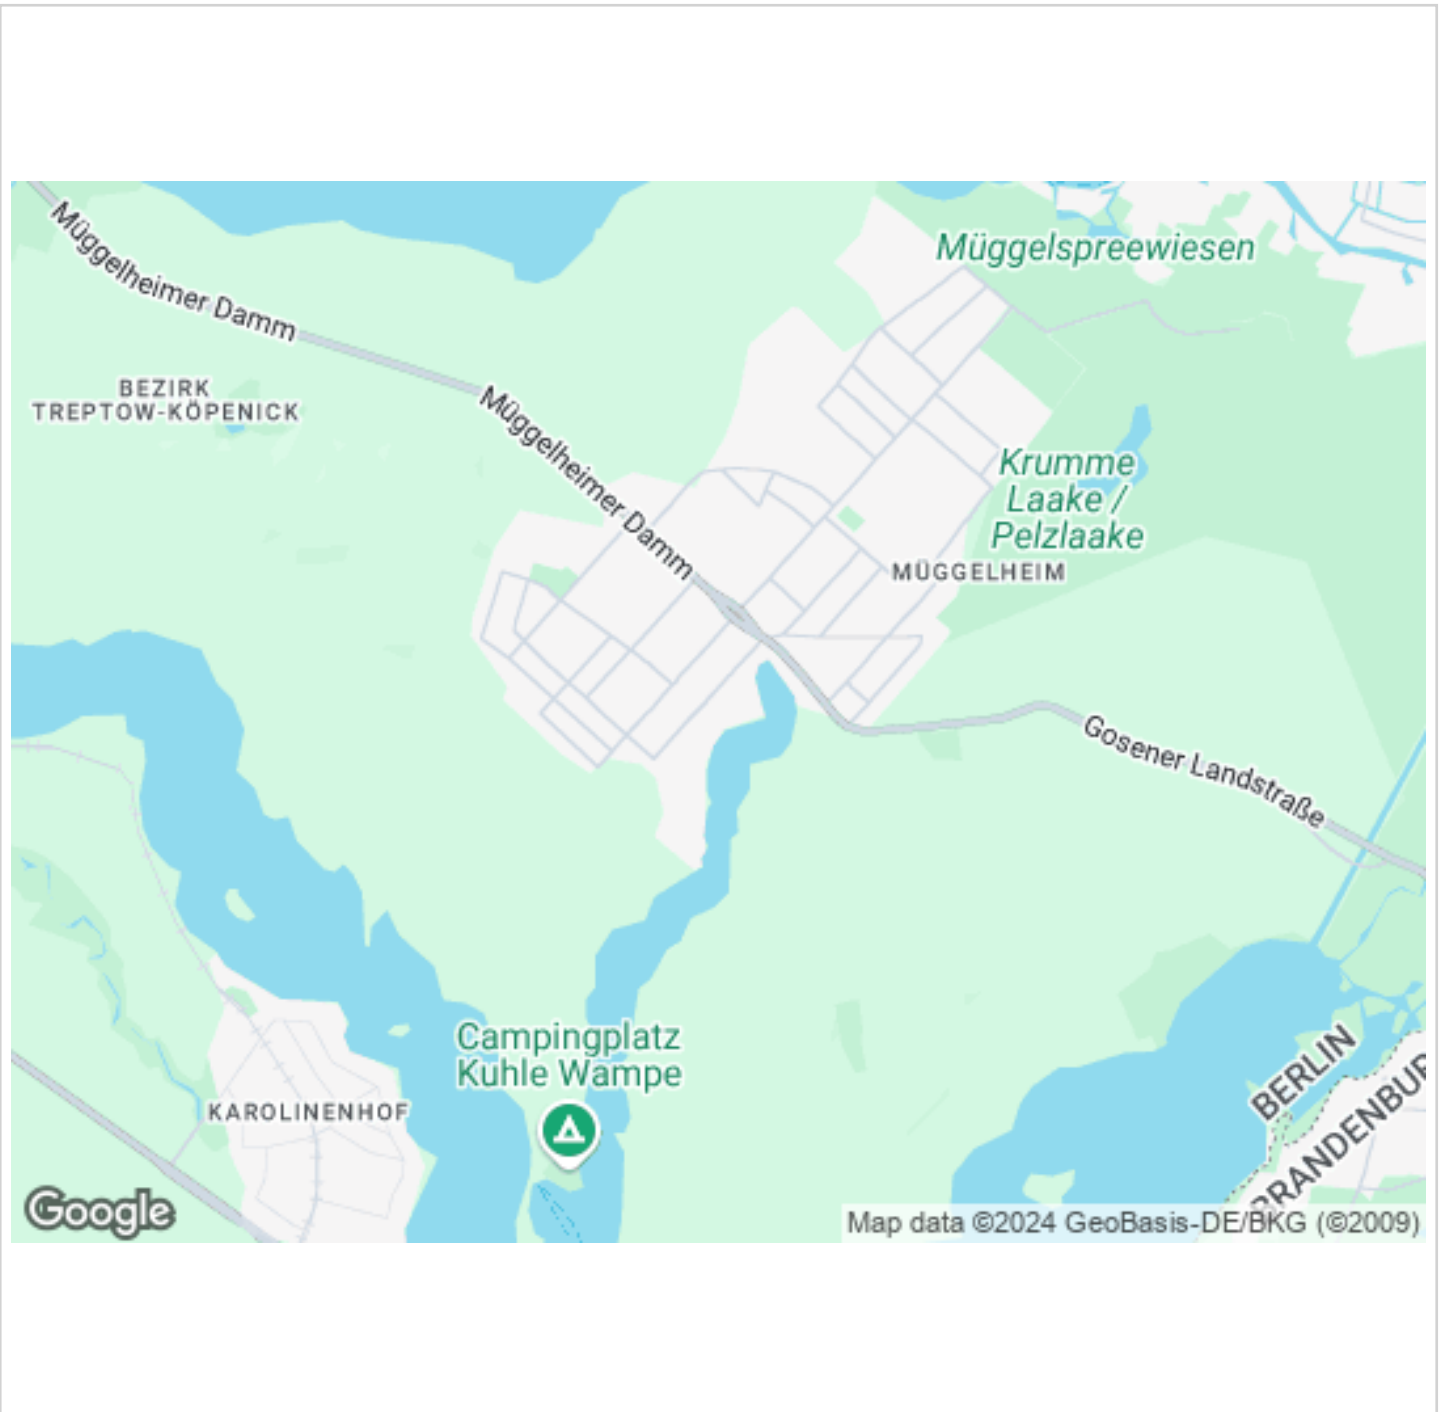 Müggelspreewiesen
Müggelheimer Damm
BEZIRK
TREPTOW-KÖPENICK
Müggelheimer Damm
Krumme
Laake /
Pelzlaake
MÜGGELHEIM
Gosener Landstraße
Campingplatz
Kuhle Wampe
KAROLINENHOF
BERLIN
BRANDENBUR
Google
Map data ©2024 GeoBasis-DE/BKG (©2009)